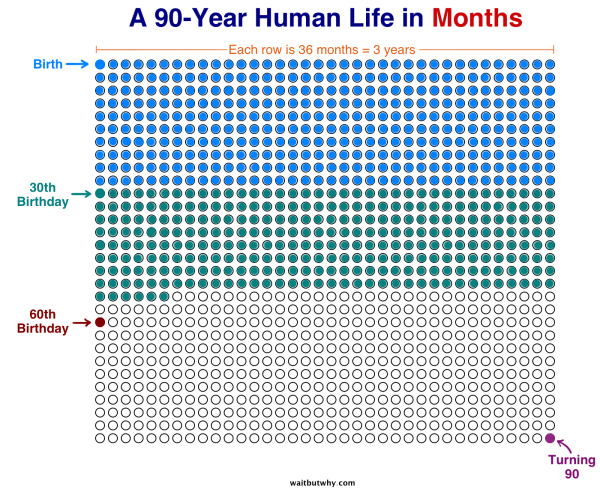 A 90-Year Human Life in Months
Each row is 36 months = 3 years
Birth
30th
Birthday
60th
Birthday
Turning
90
waitbutwhy.com